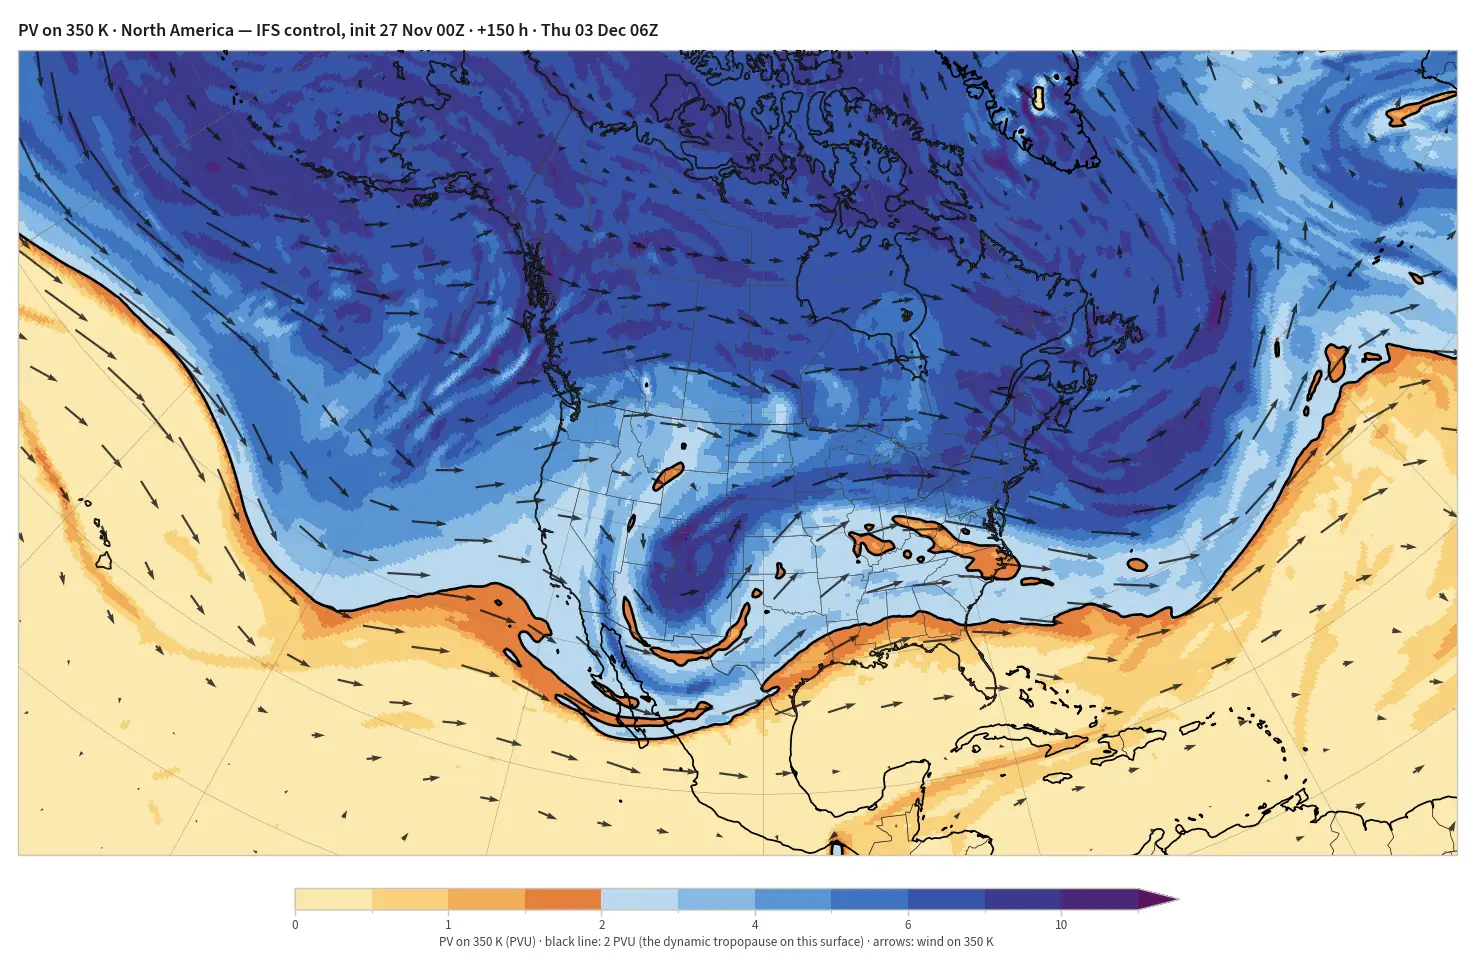 PV on 350 K · North America — IFS control, init 27 Nov 00Z · +150 h · Thu 03 Dec 06Z
0 1 2 4 6 10
PV on 350 K (PVU) · black line: 2 PVU (the dynamic tropopause on this surface) · arrows: wind on 350 K